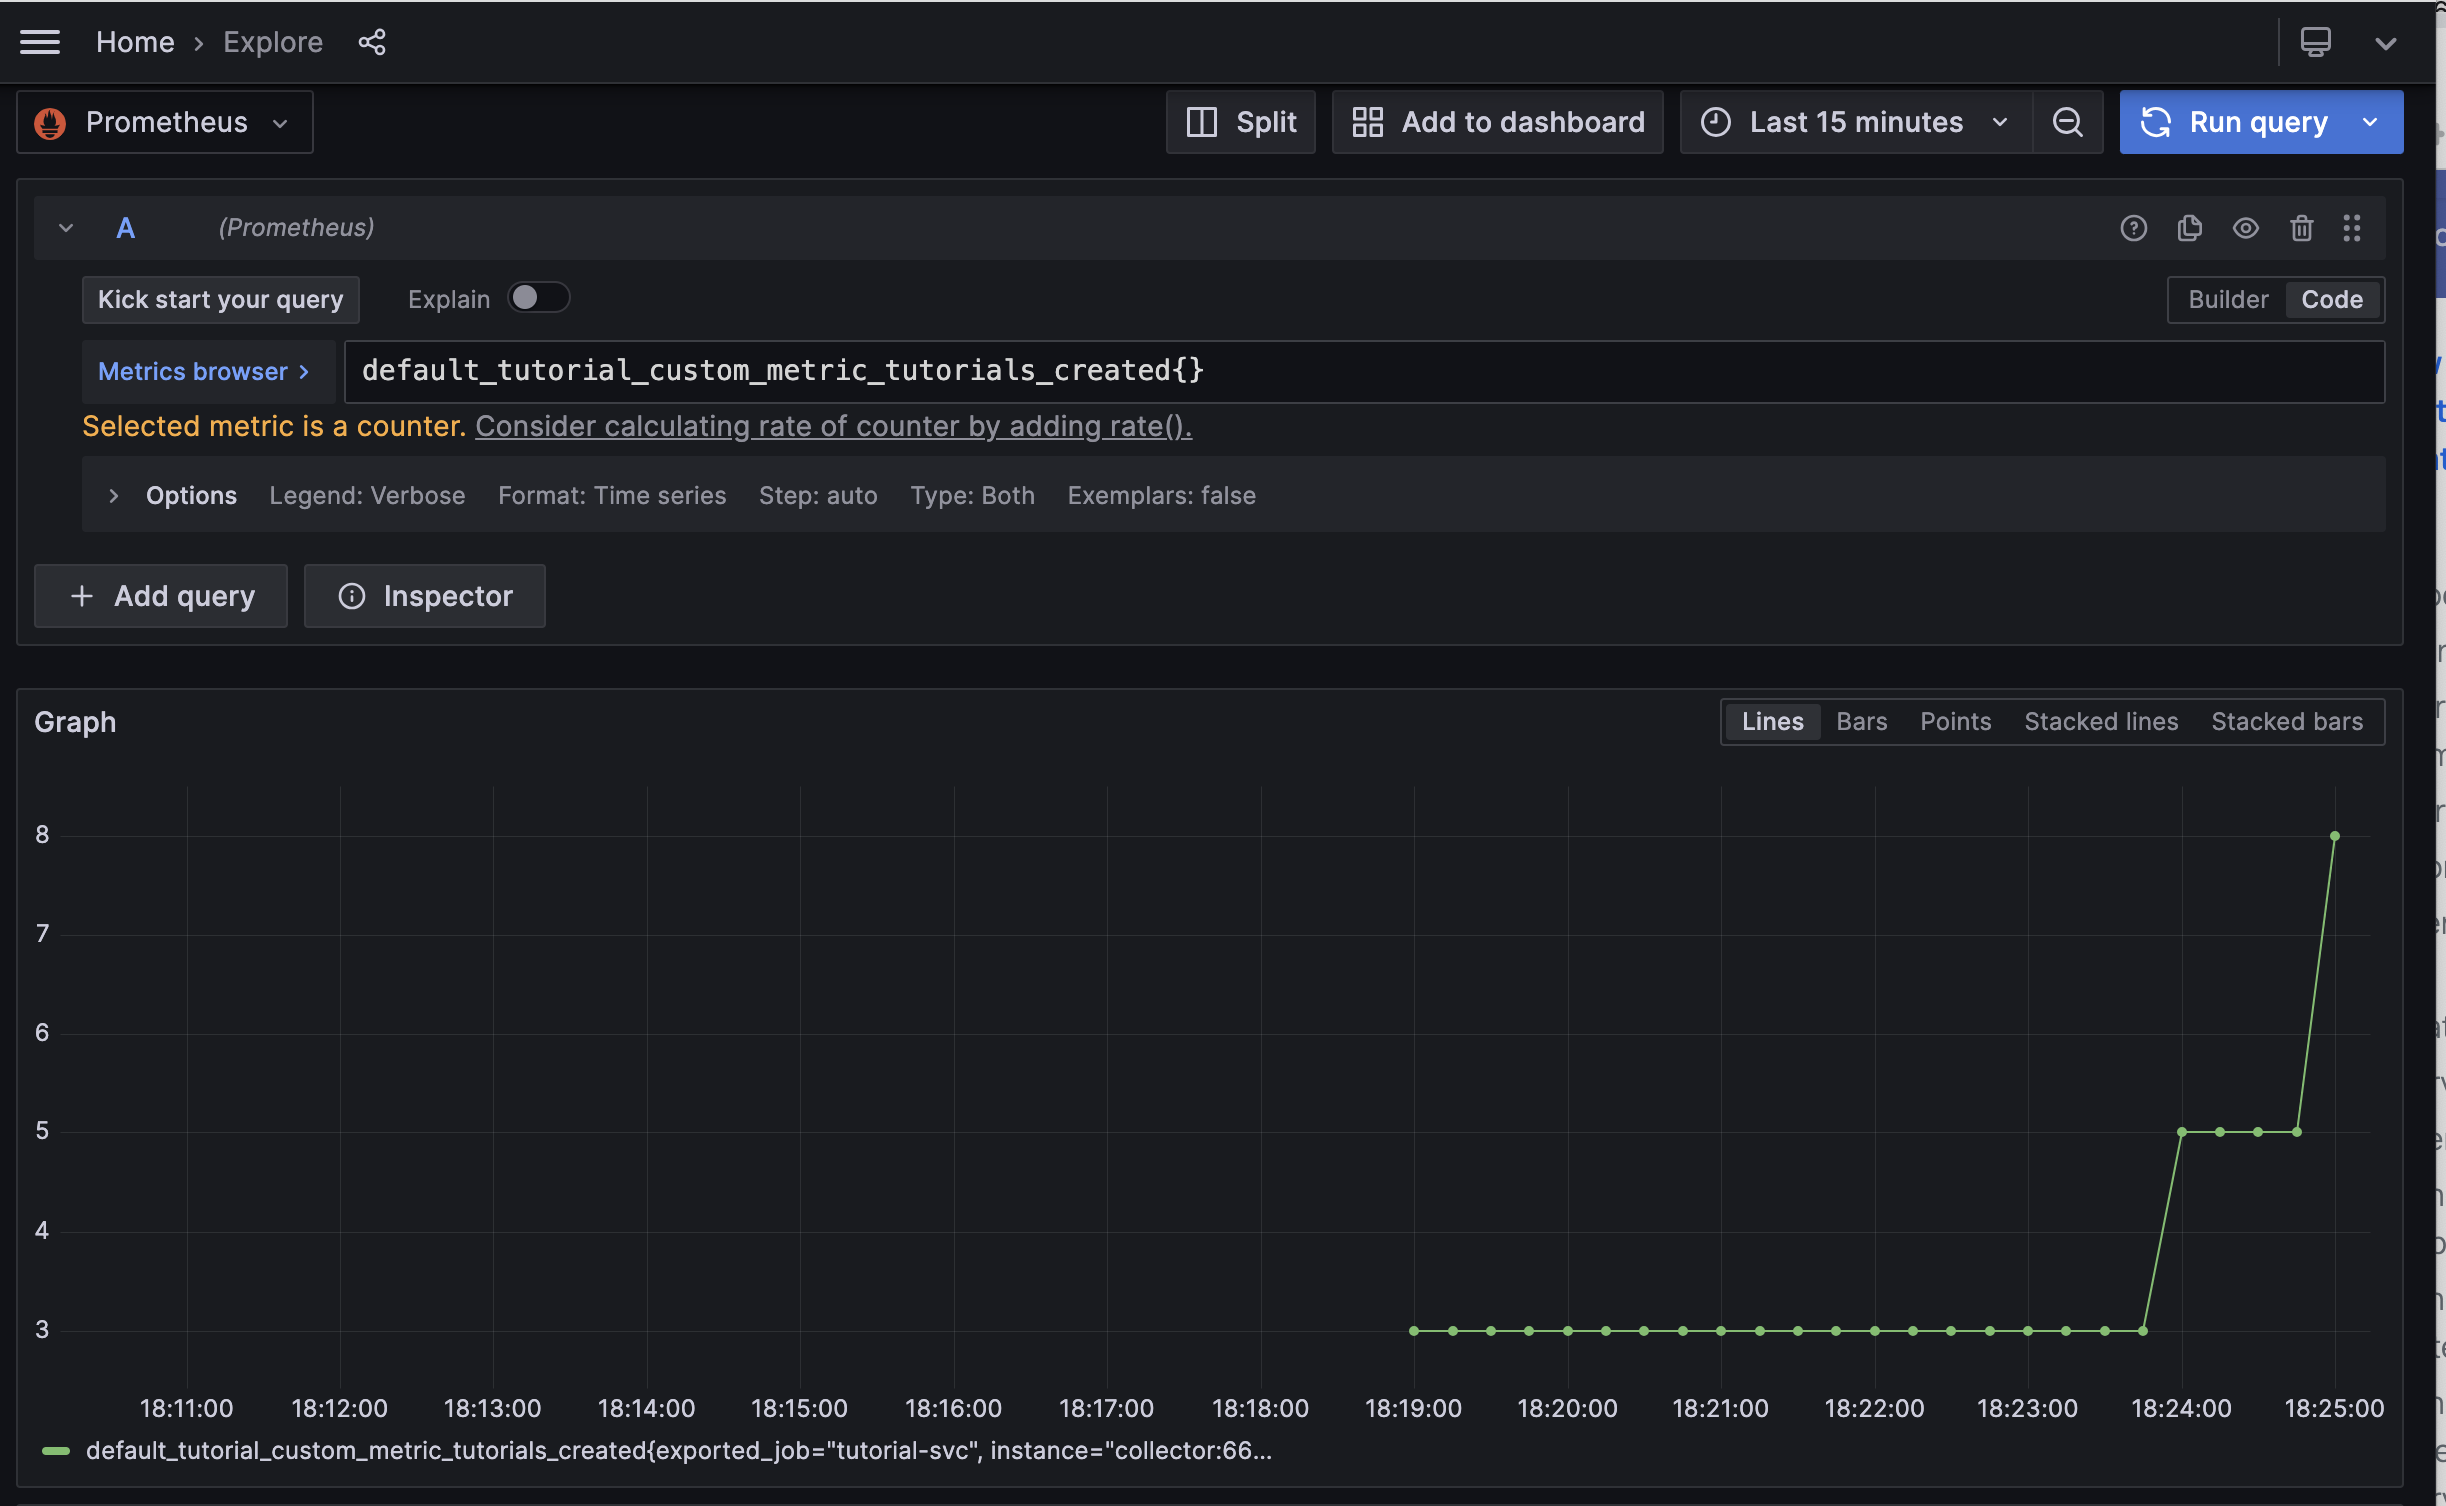 Home › Explore
Prometheus
Split
Add to dashboard
Last 15 minutes
Run query
A (Prometheus)
Kick start your query
Explain
Builder
Code
Metrics browser >
default_tutorial_custom_metric_tutorials_created{}
Selected metric is a counter. Consider calculating rate of counter by adding rate().
> Options Legend: Verbose Format: Time series Step: auto Type: Both Exemplars: false
+ Add query
Inspector
Graph
Lines Bars Points Stacked lines Stacked bars
8
7
6
5
4
3
18:11:00 18:12:00 18:13:00 18:14:00 18:15:00 18:16:00 18:17:00 18:18:00 18:19:00 18:20:00 18:21:00 18:22:00 18:23:00 18:24:00 18:25:00
default_tutorial_custom_metric_tutorials_created{exported_job="tutorial-svc", instance="collector:66...